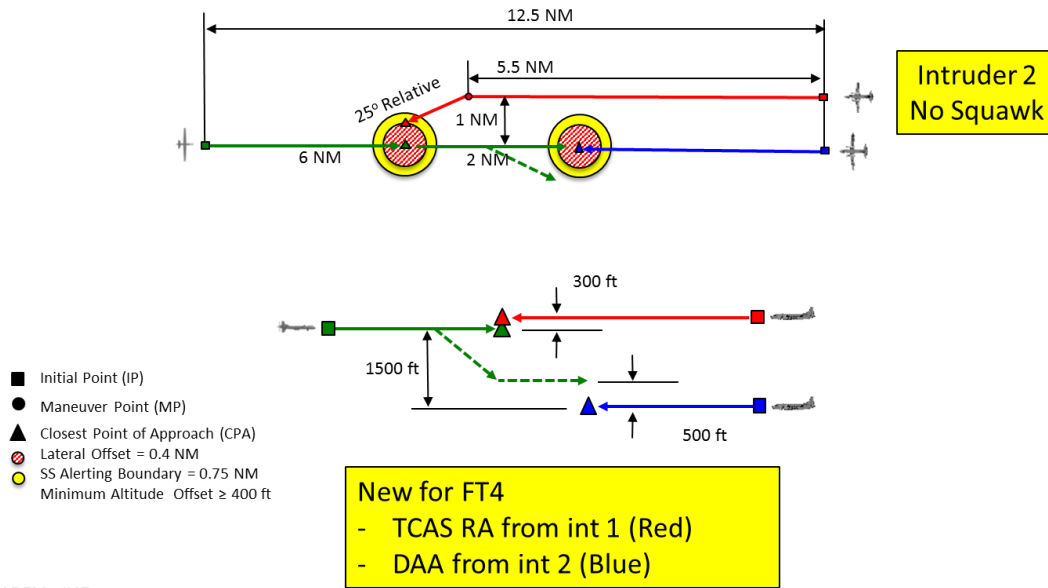 12.5 NM
5.5 NM
Intruder 2
No Squawk
25º Relative
1 NM
6 NM
2 NM
300 ft
1500 ft
500 ft
Initial Point (IP)
Maneuver Point (MP)
Closest Point of Approach (CPA)
Lateral Offset = 0.4 NM
SS Alerting Boundary = 0.75 NM
Minimum Altitude Offset ≥ 400 ft
New for FT4
- TCAS RA from int 1 (Red)
- DAA from int 2 (Blue)